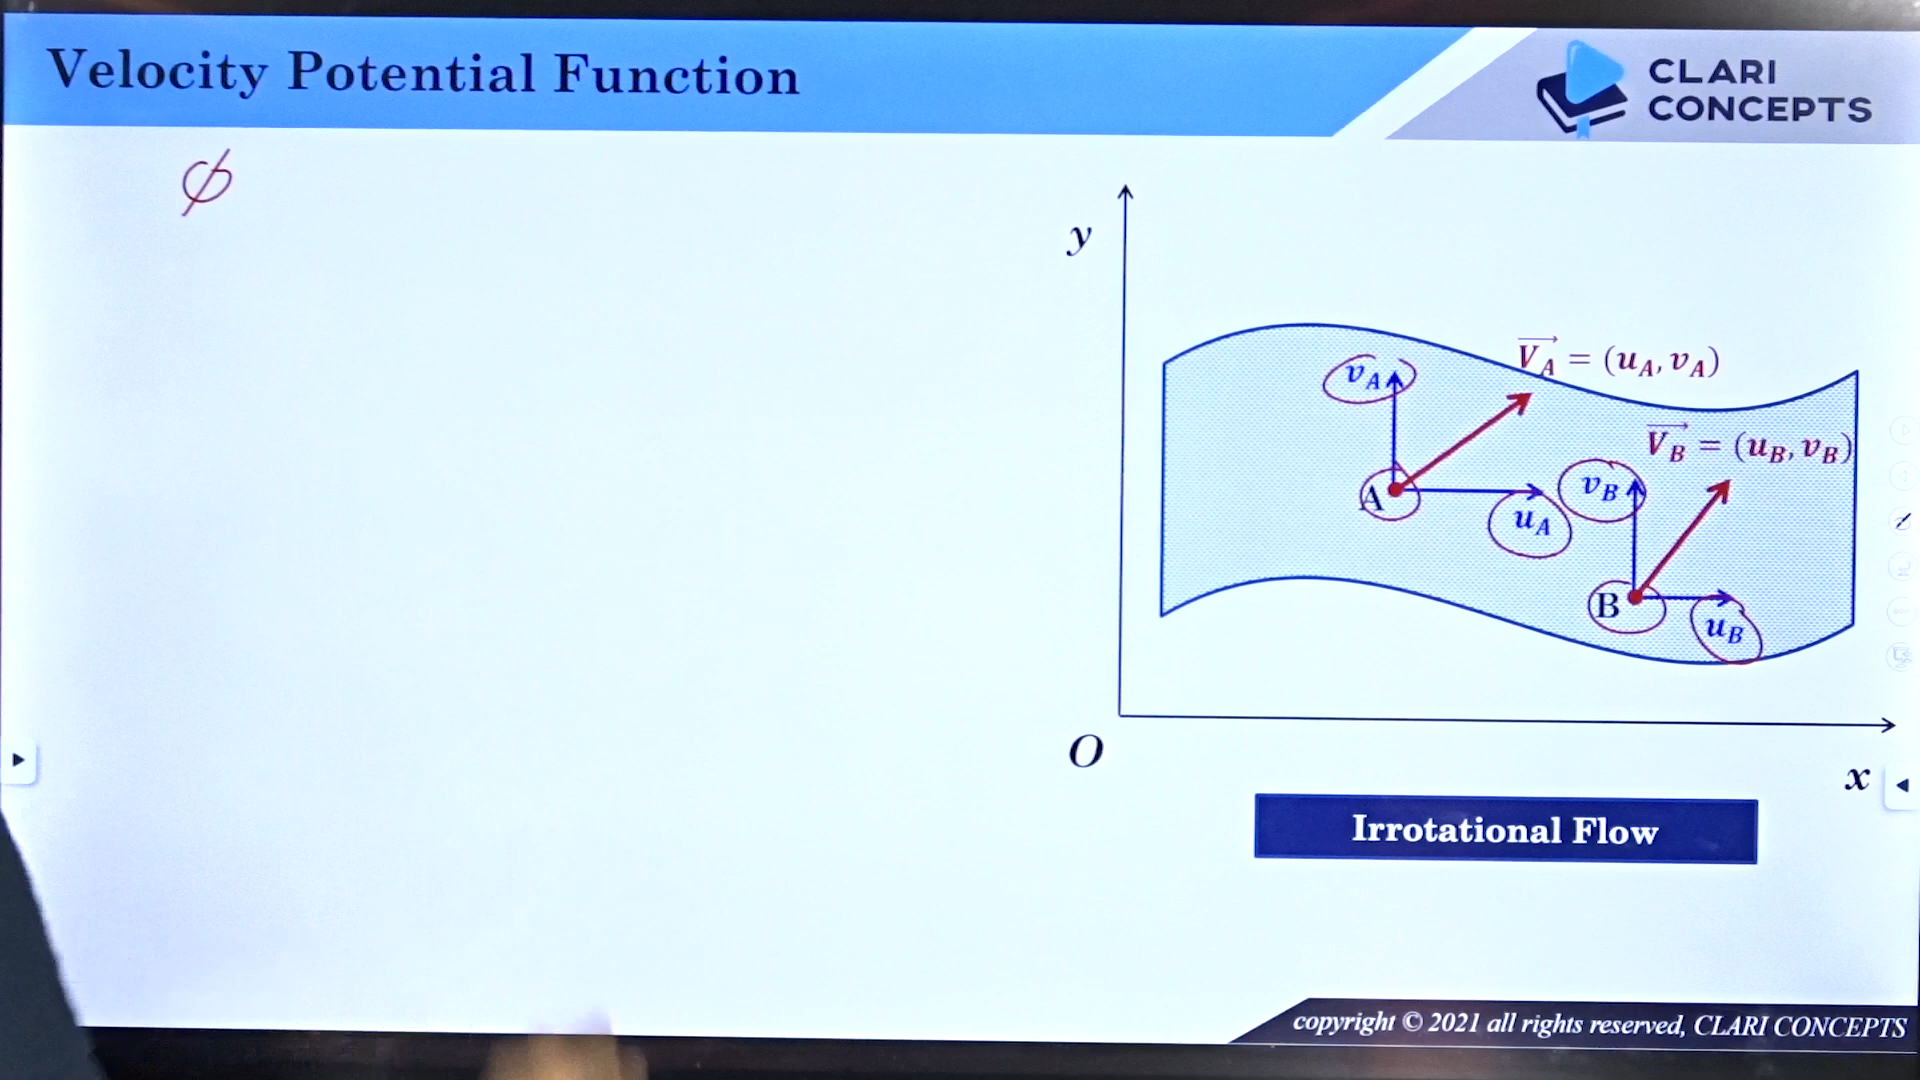 Velocity Potential Function
CLARI
CONCEPTS
ϕ
y
V⃗_A = (u_A, v_A)
v_A
V⃗_B = (u_B, v_B)
v_B
A
u_A
B
u_B
O
x
Irrotational Flow
copyright © 2021 all rights reserved, CLARI CONCEPTS